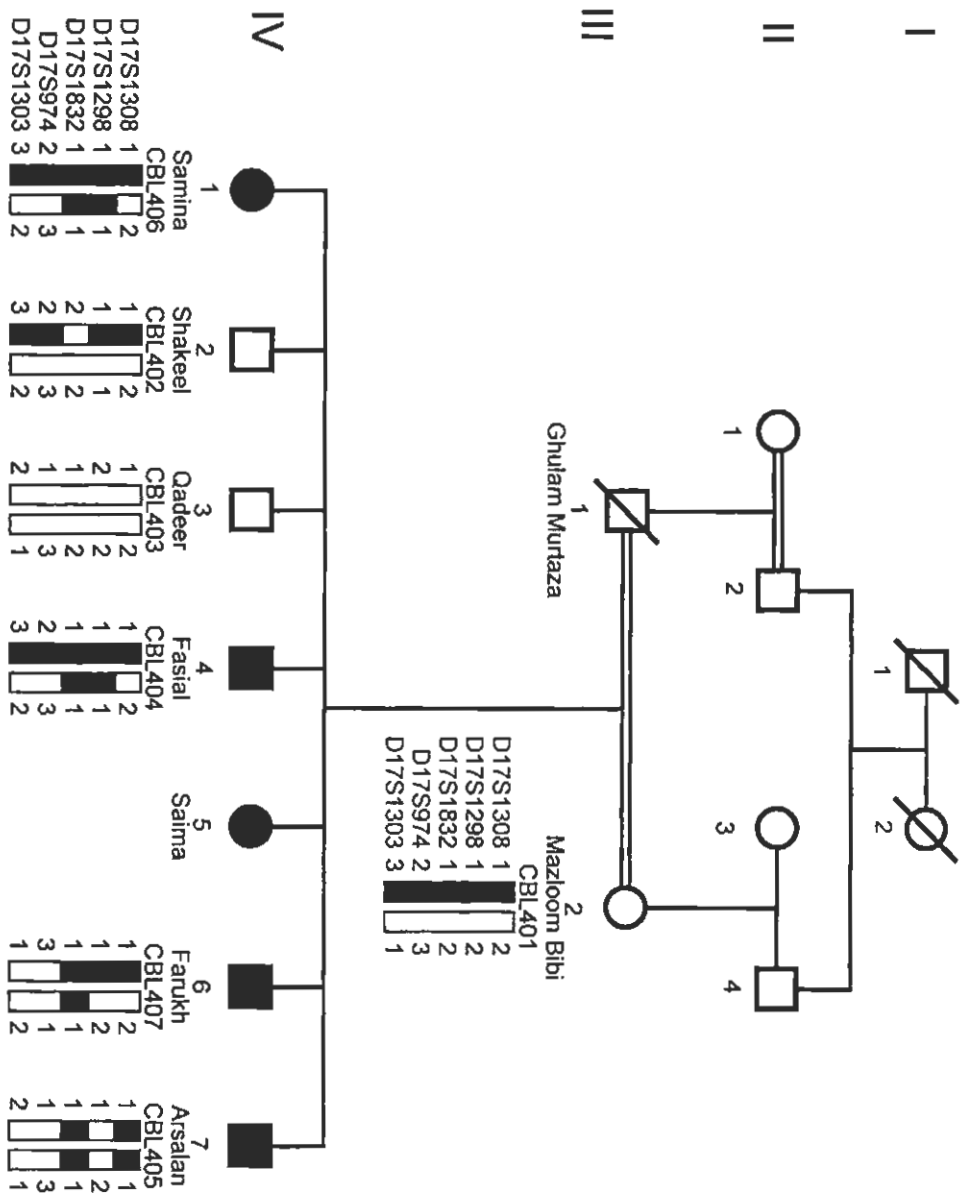 I
1 2
II
1 2 3 4
III
1 2
Ghulam Murtaza Mazloom Bibi
CBL401
D17S1308 1 2
D17S1298 1 2
D17S1832 1 2
D17S974 2 3
D17S1303 3 1
IV
1 2 3 4 5 6 7
Samina Shakeel Qadeer Fasial Saima Farukh Arsalan
CBL406 CBL402 CBL403 CBL404 CBL407 CBL405
D17S1308 1 2 1 2 1 2 1 2 1 2 1 1
D17S1298 1 1 1 1 2 2 1 1 1 2 1 2
D17S1832 1 1 2 2 1 2 1 1 1 1 1 1
D17S974 2 3 2 3 1 3 2 3 3 1 1 3
D17S1303 3 2 3 2 2 1 3 2 1 2 2 1